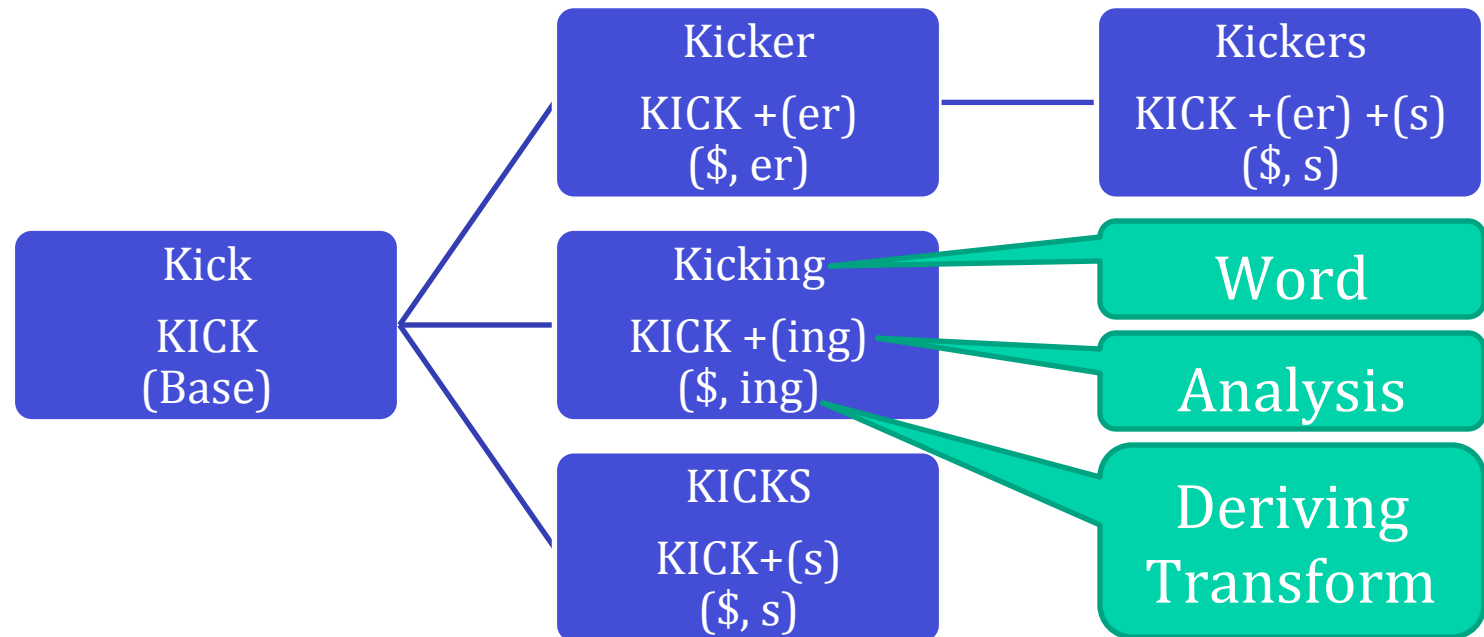 Kick
KICK
(Base)
Kicker
KICK +(er)
($, er)
Kickers
KICK +(er) +(s)
($, s)
Kicking
KICK +(ing)
($, ing)
KICKS
KICK+(s)
($, s)
Word
Analysis
Deriving
Transform